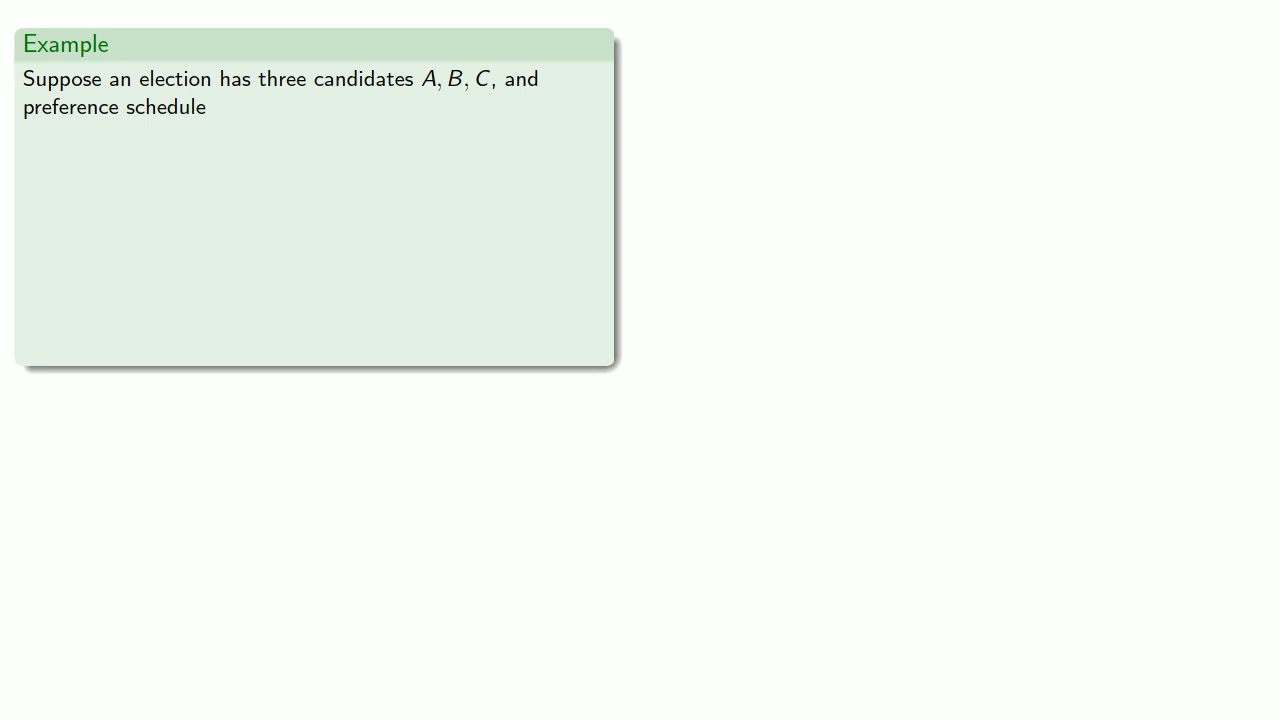 Example
Suppose an election has three candidates A, B, C, and
preference schedule